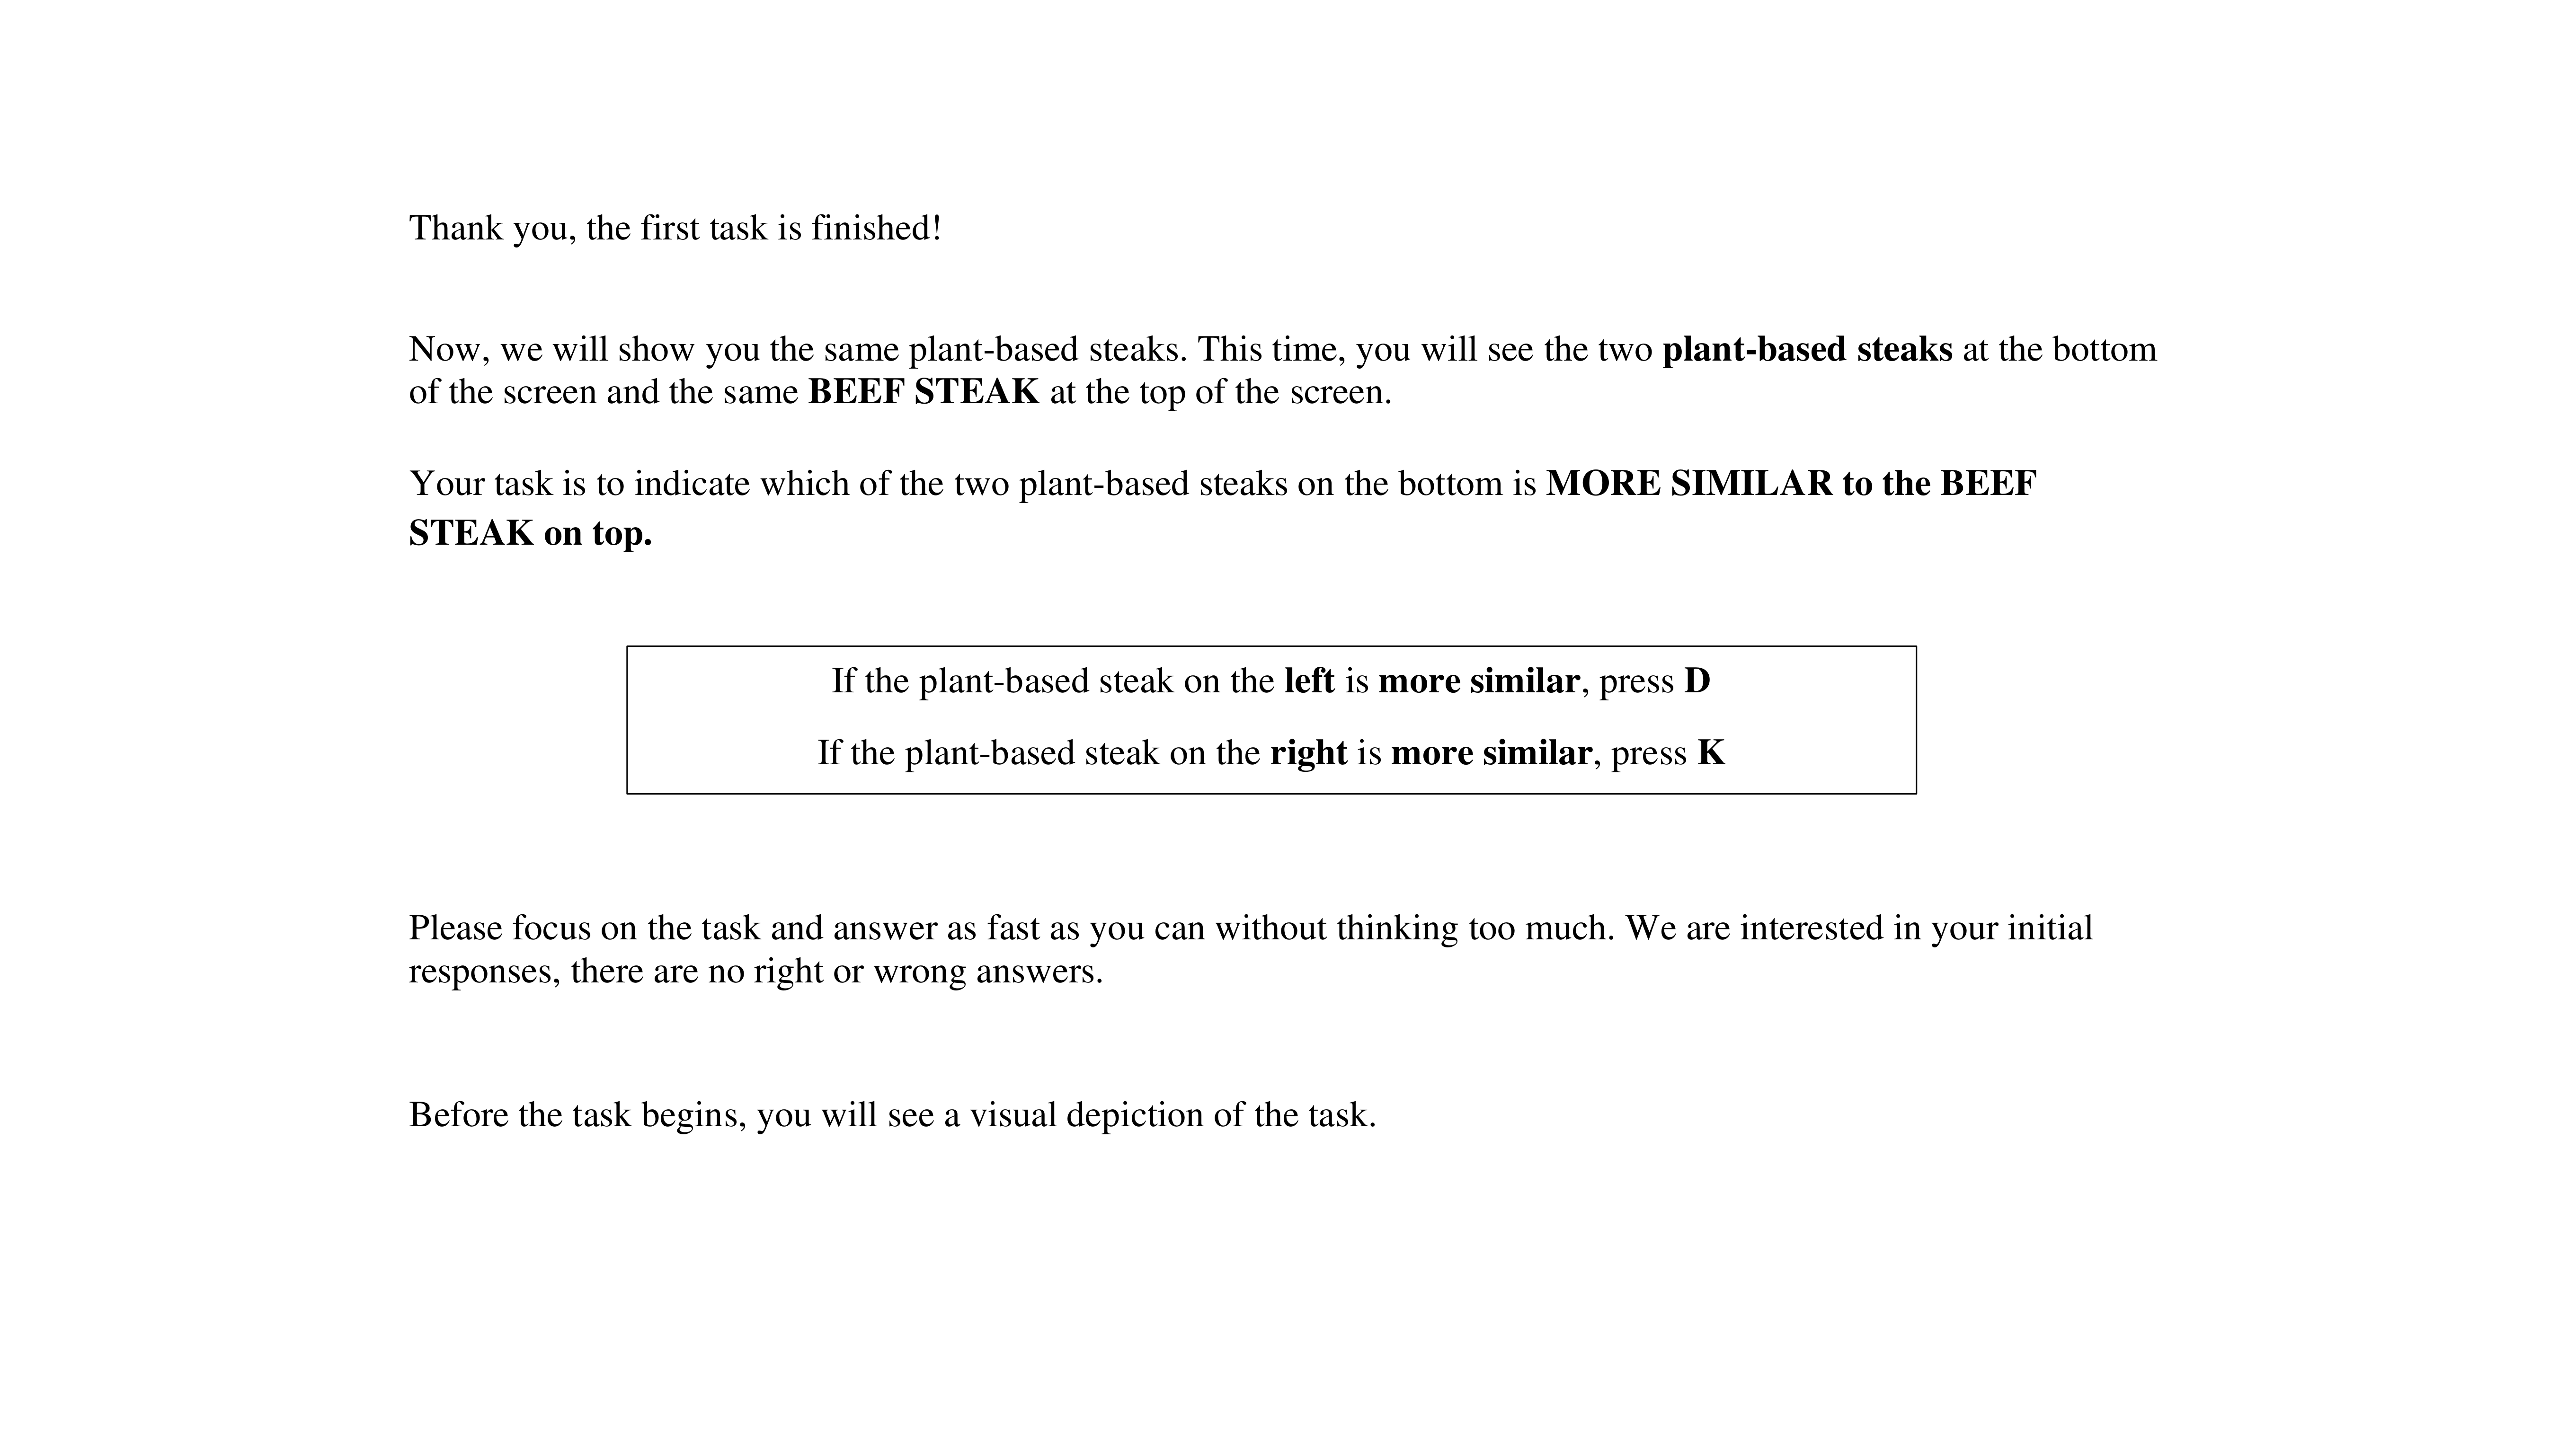 Thank you, the first task is finished!
Now, we will show you the same plant-based steaks. This time, you will see the two plant-based steaks at the bottom
of the screen and the same BEEF STEAK at the top of the screen.
Your task is to indicate which of the two plant-based steaks on the bottom is MORE SIMILAR to the BEEF
STEAK on top.
If the plant-based steak on the left is more similar, press D
If the plant-based steak on the right is more similar, press K
Please focus on the task and answer as fast as you can without thinking too much. We are interested in your initial
responses, there are no right or wrong answers.
Before the task begins, you will see a visual depiction of the task.